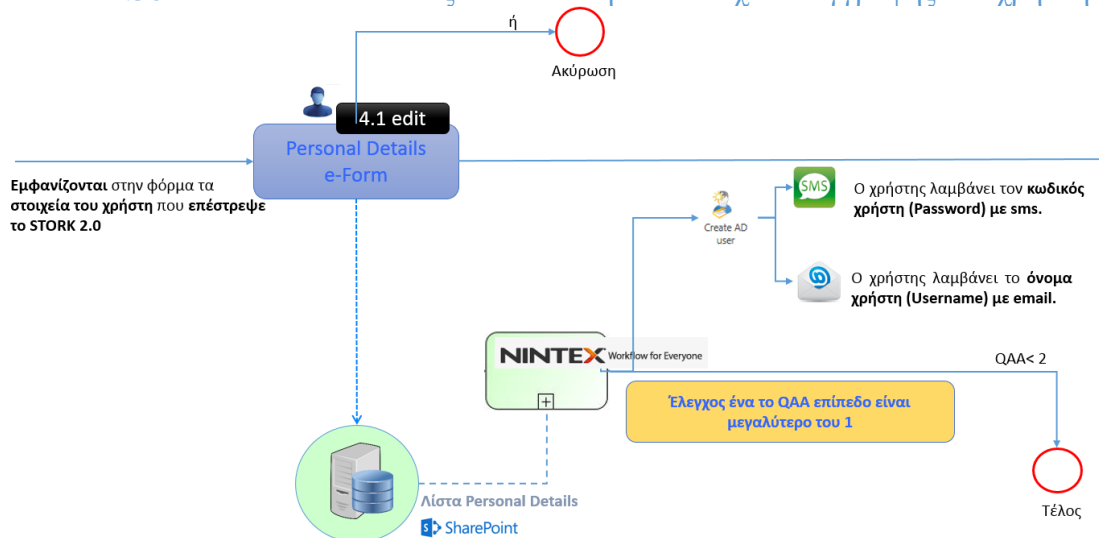 ή
Ακύρωση
4.1 edit
Personal Details
e-Form
Εμφανίζονται στην φόρμα τα
στοιχεία του χρήστη που επέστρεψε
το STORK 2.0
SMS
Ο χρήστης λαμβάνει τον κωδικός
χρήστη (Password) με sms.
Create AD
user
Ο χρήστης λαμβάνει το όνομα
χρήστη (Username) με email.
NINTEX Workflow for Everyone
QAA< 2
Έλεγχος ένα το QAA επίπεδο είναι
μεγαλύτερο του 1
Λίστα Personal Details
SharePoint
Τέλος